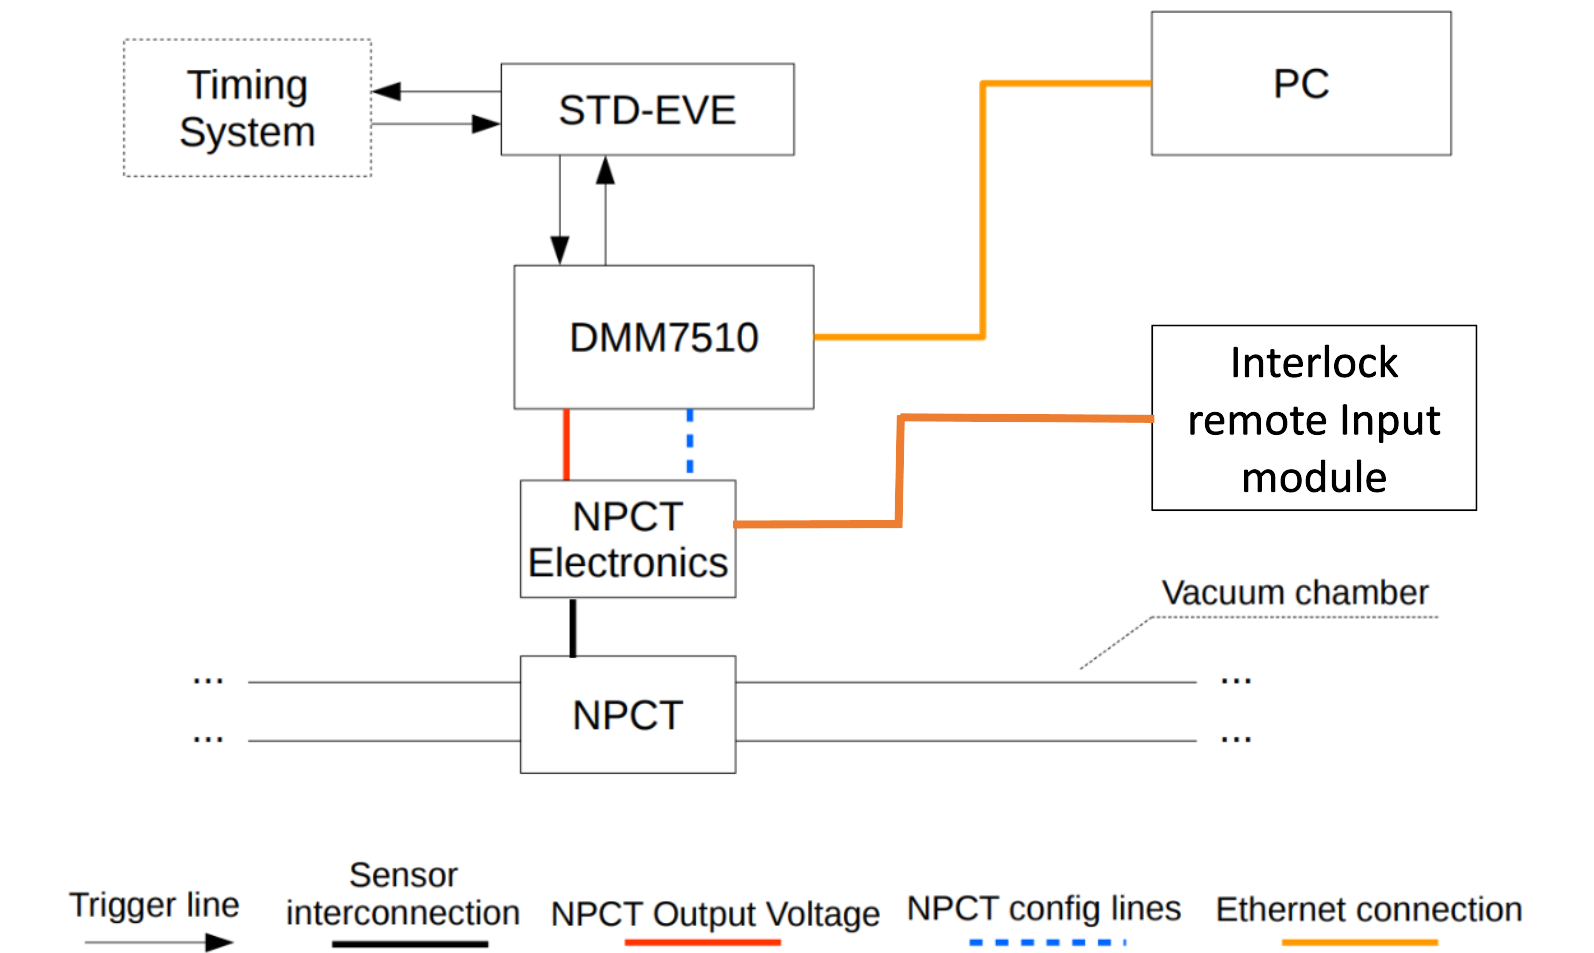 Timing
System
STD-EVE
PC
DMM7510
Interlock
remote Input
module
NPCT
Electronics
Vacuum chamber
... ...
NPCT
... ...
Trigger line
Sensor
interconnection
NPCT Output Voltage
NPCT config lines
Ethernet connection